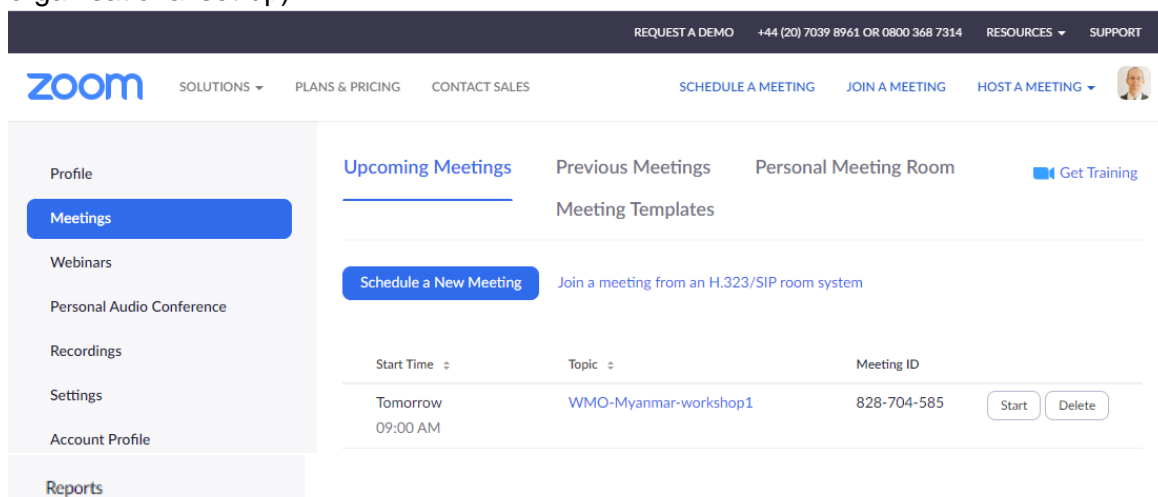 organisational set up)
REQUEST A DEMO +44 (20) 7039 8961 OR 0800 368 7314 RESOURCES SUPPORT
zoom SOLUTIONS PLANS & PRICING CONTACT SALES SCHEDULE A MEETING JOIN A MEETING HOST A MEETING
Profile
Meetings
Webinars
Personal Audio Conference
Recordings
Settings
Account Profile
Reports
Upcoming Meetings Previous Meetings Personal Meeting Room Get Training
Meeting Templates
Schedule a New Meeting Join a meeting from an H.323/SIP room system
Start Time Topic Meeting ID
Tomorrow WMO-Myanmar-workshop1 828-704-585 Start Delete
09:00 AM